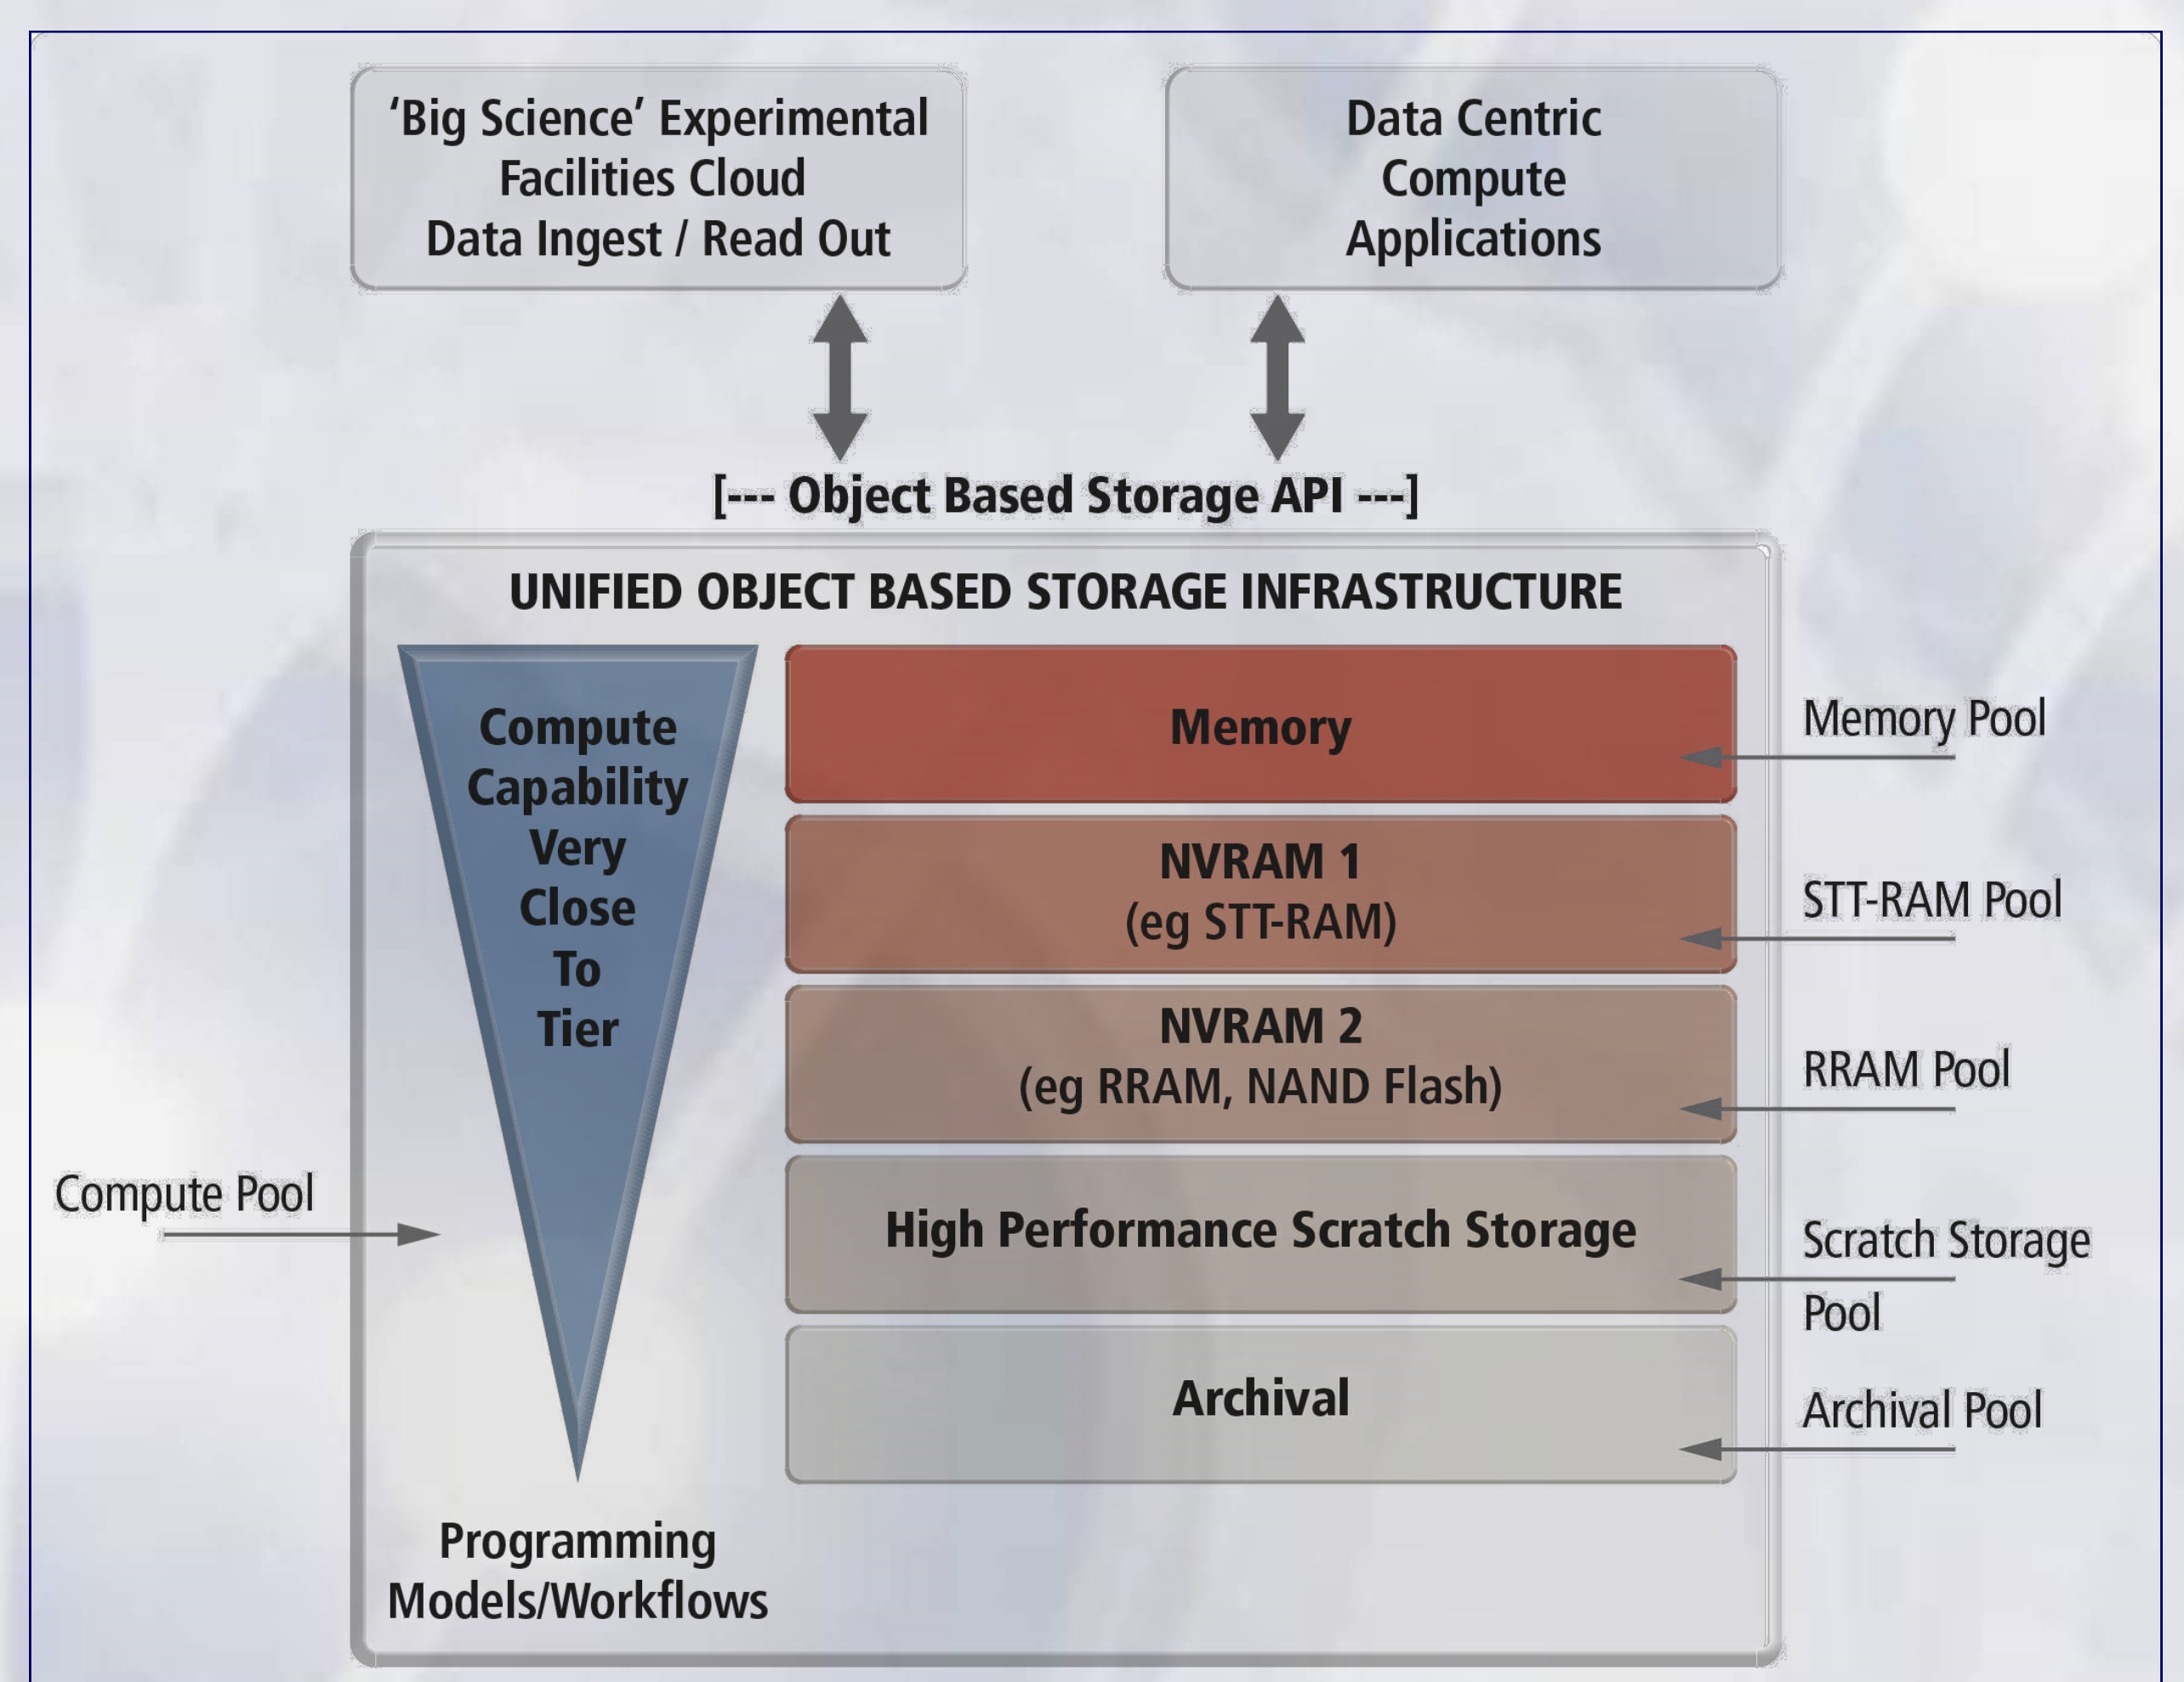 ‘Big Science’ Experimental
Facilities Cloud
Data Ingest / Read Out
Data Centric
Compute
Applications
[--- Object Based Storage API ---]
UNIFIED OBJECT BASED STORAGE INFRASTRUCTURE
Compute
Capability
Very
Close
To
Tier
Memory
Memory Pool
NVRAM 1
(eg STT-RAM)
STT-RAM Pool
NVRAM 2
(eg RRAM, NAND Flash)
RRAM Pool
Compute Pool
High Performance Scratch Storage
Scratch Storage
Pool
Archival
Archival Pool
Programming
Models/Workflows